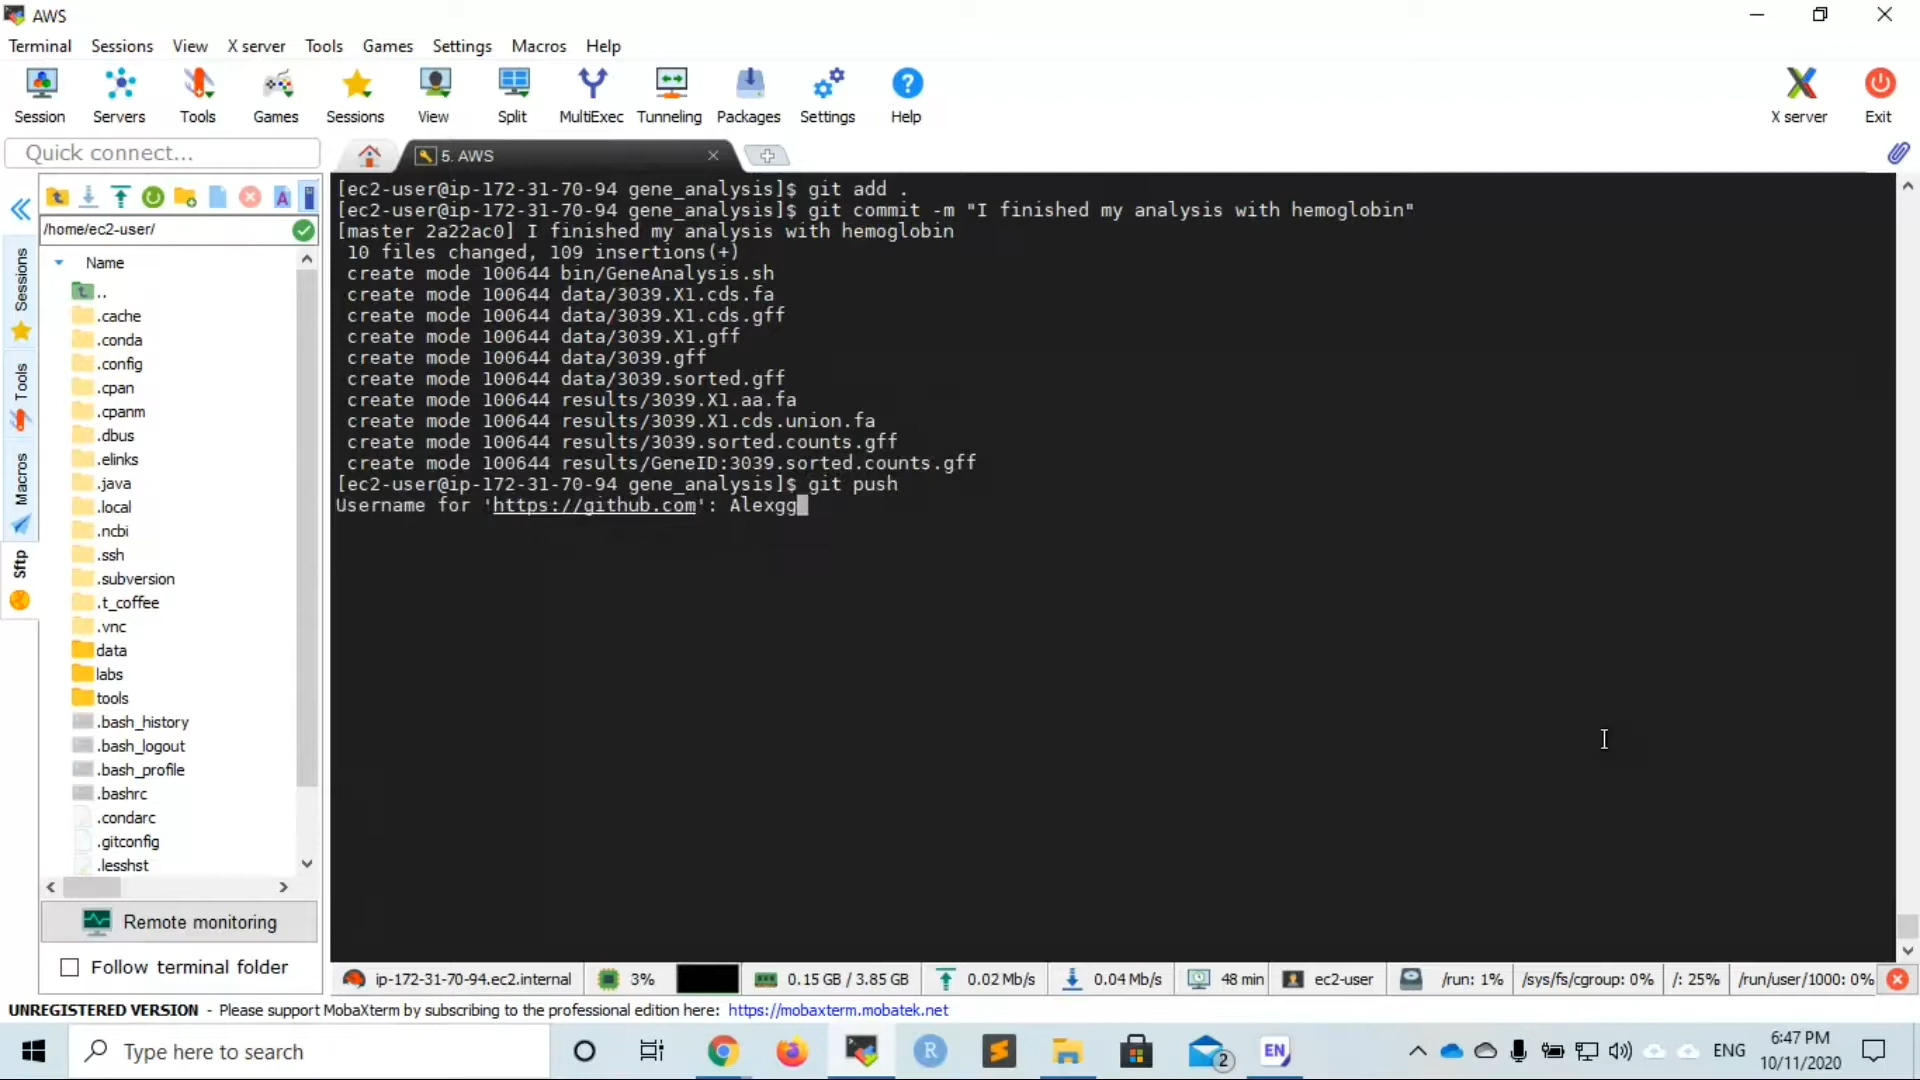 AWS
Terminal Sessions View X server Tools Games Settings Macros Help
Session Servers Tools Games Sessions View Split MultiExec Tunneling Packages Settings Help X server Exit
Quick connect...
5. AWS
/home/ec2-user/
Name
..
.cache
.conda
.config
.cpan
.cpanm
.dbus
.elinks
.java
.local
.ncbi
.ssh
.subversion
.t_coffee
.vnc
data
labs
tools
.bash_history
.bash_logout
.bash_profile
.bashrc
.condarc
.gitconfig
.lesshst
Sessions
Tools
Macros
Sftp
Remote monitoring
Follow terminal folder
[ec2-user@ip-172-31-70-94 gene_analysis]$ git add .
[ec2-user@ip-172-31-70-94 gene_analysis]$ git commit -m "I finished my analysis with hemoglobin"
[master 2a22ac0] I finished my analysis with hemoglobin
10 files changed, 109 insertions(+)
create mode 100644 bin/GeneAnalysis.sh
create mode 100644 data/3039.X1.cds.fa
create mode 100644 data/3039.X1.cds.gff
create mode 100644 data/3039.X1.gff
create mode 100644 data/3039.gff
create mode 100644 data/3039.sorted.gff
create mode 100644 results/3039.X1.aa.fa
create mode 100644 results/3039.X1.cds.union.fa
create mode 100644 results/3039.sorted.counts.gff
create mode 100644 results/GeneID:3039.sorted.counts.gff
[ec2-user@ip-172-31-70-94 gene_analysis]$ git push
Username for 'https://github.com': Alexgg
ip-172-31-70-94.ec2.internal 3% 0.15 GB / 3.85 GB 0.02 Mb/s 0.04 Mb/s 48 min ec2-user /run: 1% /sys/fs/cgroup: 0% /: 25% /run/user/1000: 0%
UNREGISTERED VERSION - Please support MobaXterm by subscribing to the professional edition here: https://mobaxterm.mobatek.net
Type here to search
R
2
EN
ENG
6:47 PM
10/11/2020